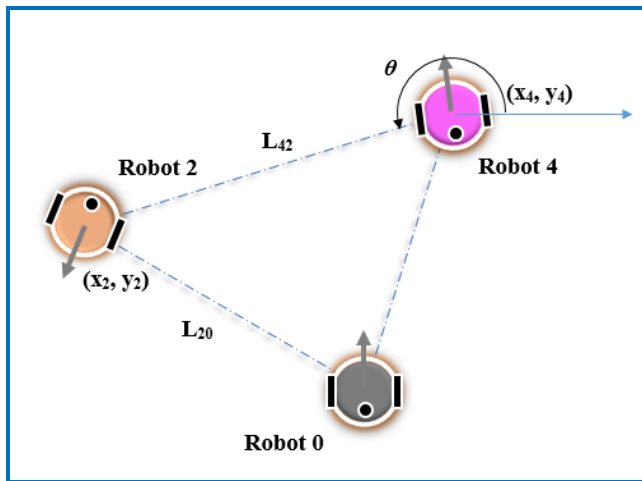 θ
(x₄, y₄)
L₄₂
Robot 2
Robot 4
(x₂, y₂)
L₂₀
Robot 0